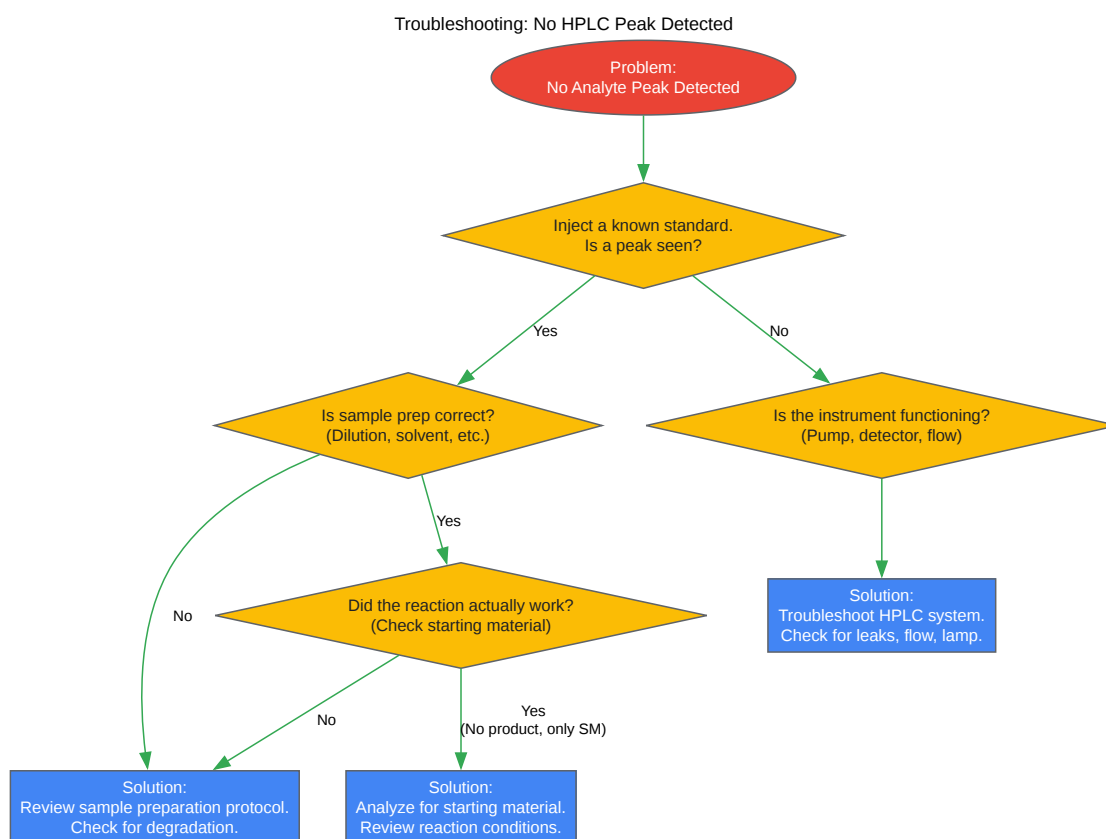 Troubleshooting: No HPLC Peak Detected
Problem:
No Analyte Peak Detected
Inject a known standard.
Is a peak seen?
Yes
No
Is sample prep correct?
(Dilution, solvent, etc.)
Is the instrument functioning?
(Pump, detector, flow)
Yes
Did the reaction actually work?
(Check starting material)
No
Solution:
Troubleshoot HPLC system.
Check for leaks, flow, lamp.
No
Yes
(No product, only SM)
Solution:
Review sample preparation protocol.
Check for degradation.
Solution:
Analyze for starting material.
Review reaction conditions.